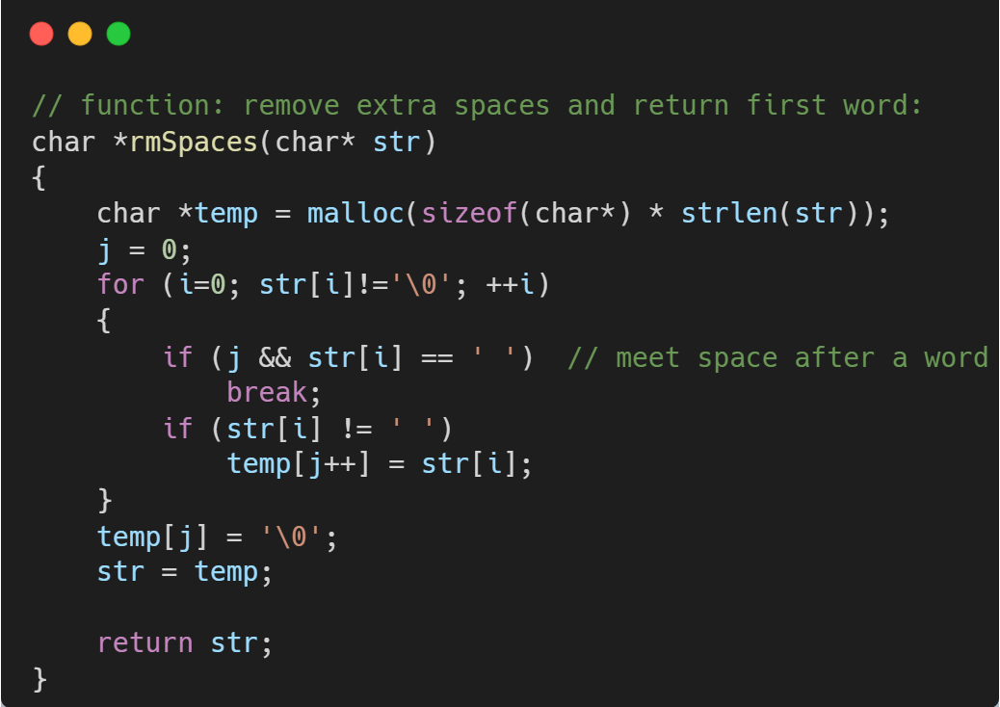 // function: remove extra spaces and return first word:
char *rmSpaces(char* str)
{
    char *temp = malloc(sizeof(char*) * strlen(str));
    j = 0;
    for (i=0; str[i]!='\0'; ++i)
    {
        if (j && str[i] == ' ')  // meet space after a word
            break;
        if (str[i] != ' ')
            temp[j++] = str[i];
    }
    temp[j] = '\0';
    str = temp;

    return str;
}